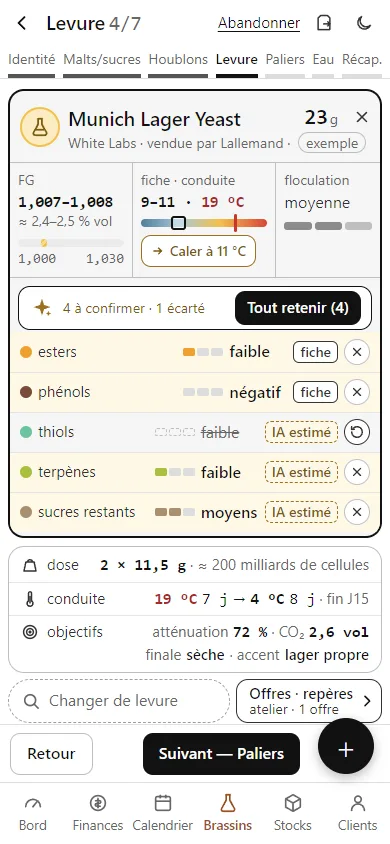 Levure 4/7
Abandonner
Identité Malts/sucres Houblons Levure Paliers Eau Récap.
Munich Lager Yeast 23 g
White Labs · vendue par Lallemand · exemple
FG
1,007–1,008
≈ 2,4–2,5 % vol
1,000 1,030
fiche · conduite
9–11 · 19 °C
→ Caler à 11 °C
floculation
moyenne
4 à confirmer · 1 écarté
Tout retenir (4)
esters faible fiche
phénols négatif fiche
thiols faible IA estimé
terpènes faible IA estimé
sucres restants moyens IA estimé
dose 2 × 11,5 g · ≈ 200 milliards de cellules
conduite 19 °C 7 j → 4 °C 8 j · fin J15
objectifs atténuation 72 % · CO₂ 2,6 vol
finale sèche · accent lager propre
Changer de levure
Offres · repères
atelier · 1 offre
Retour
Suivant — Paliers
+
Bord Finances Calendrier Brassins Stocks Clients